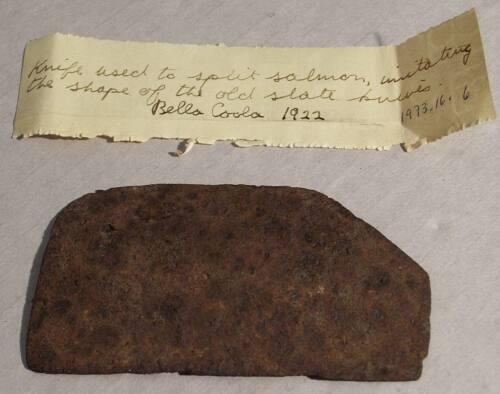 Knife used to split salmon, imitating
the shape of the old slate knives.
Bella Coola 1922
1973.16.6